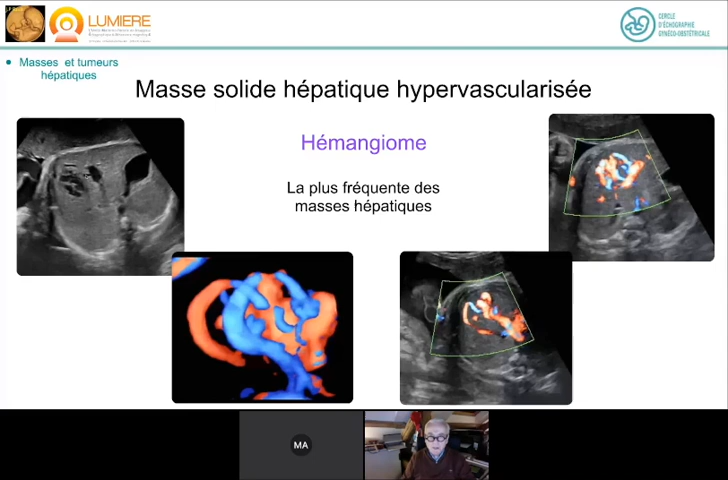 LUMIERE
CERCLE
D'ÉCHOGRAPHIE
GYNÉCO-OBSTÉTRICALE
• Masses et tumeurs
hépatiques
Masse solide hépatique hypervascularisée
Hémangiome
La plus fréquente des
masses hépatiques
MA